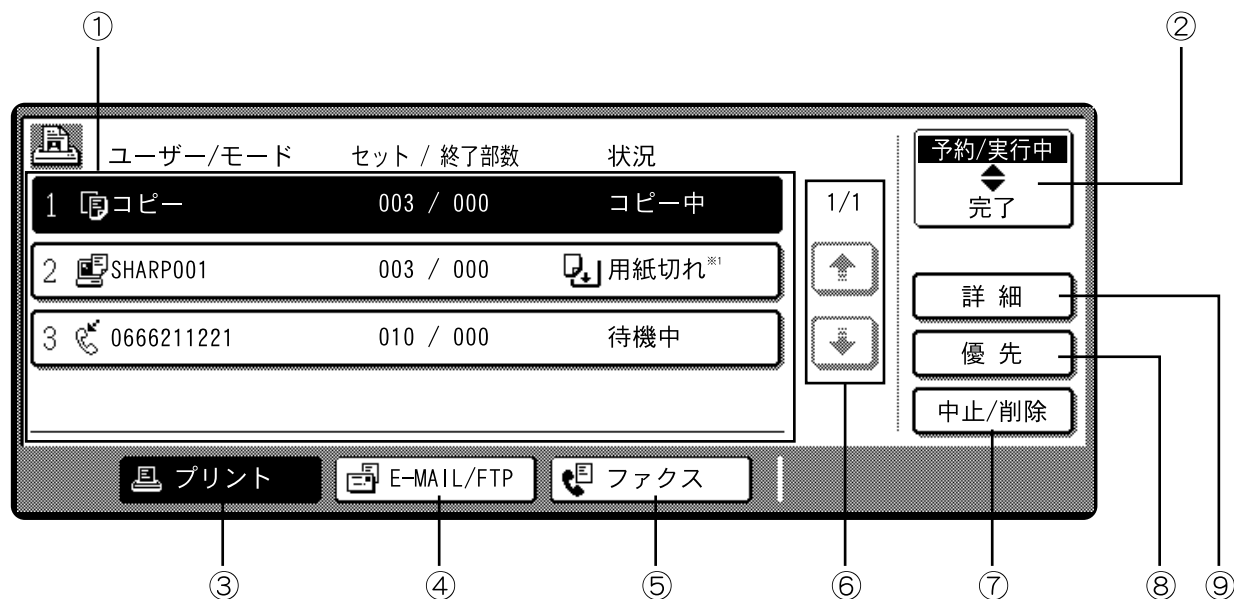 ① ②
ユーザー/モード セット / 終了部数 状況
予約/実行中
完了
1 コピー 003 / 000 コピー中
1/1
2 SHARP001 003 / 000 用紙切れ※1
詳 細
3 0666211221 010 / 000 待機中
優 先
中止/削除
プリント E-MAIL/FTP ファクス
③ ④ ⑤ ⑥ ⑦ ⑧ ⑨